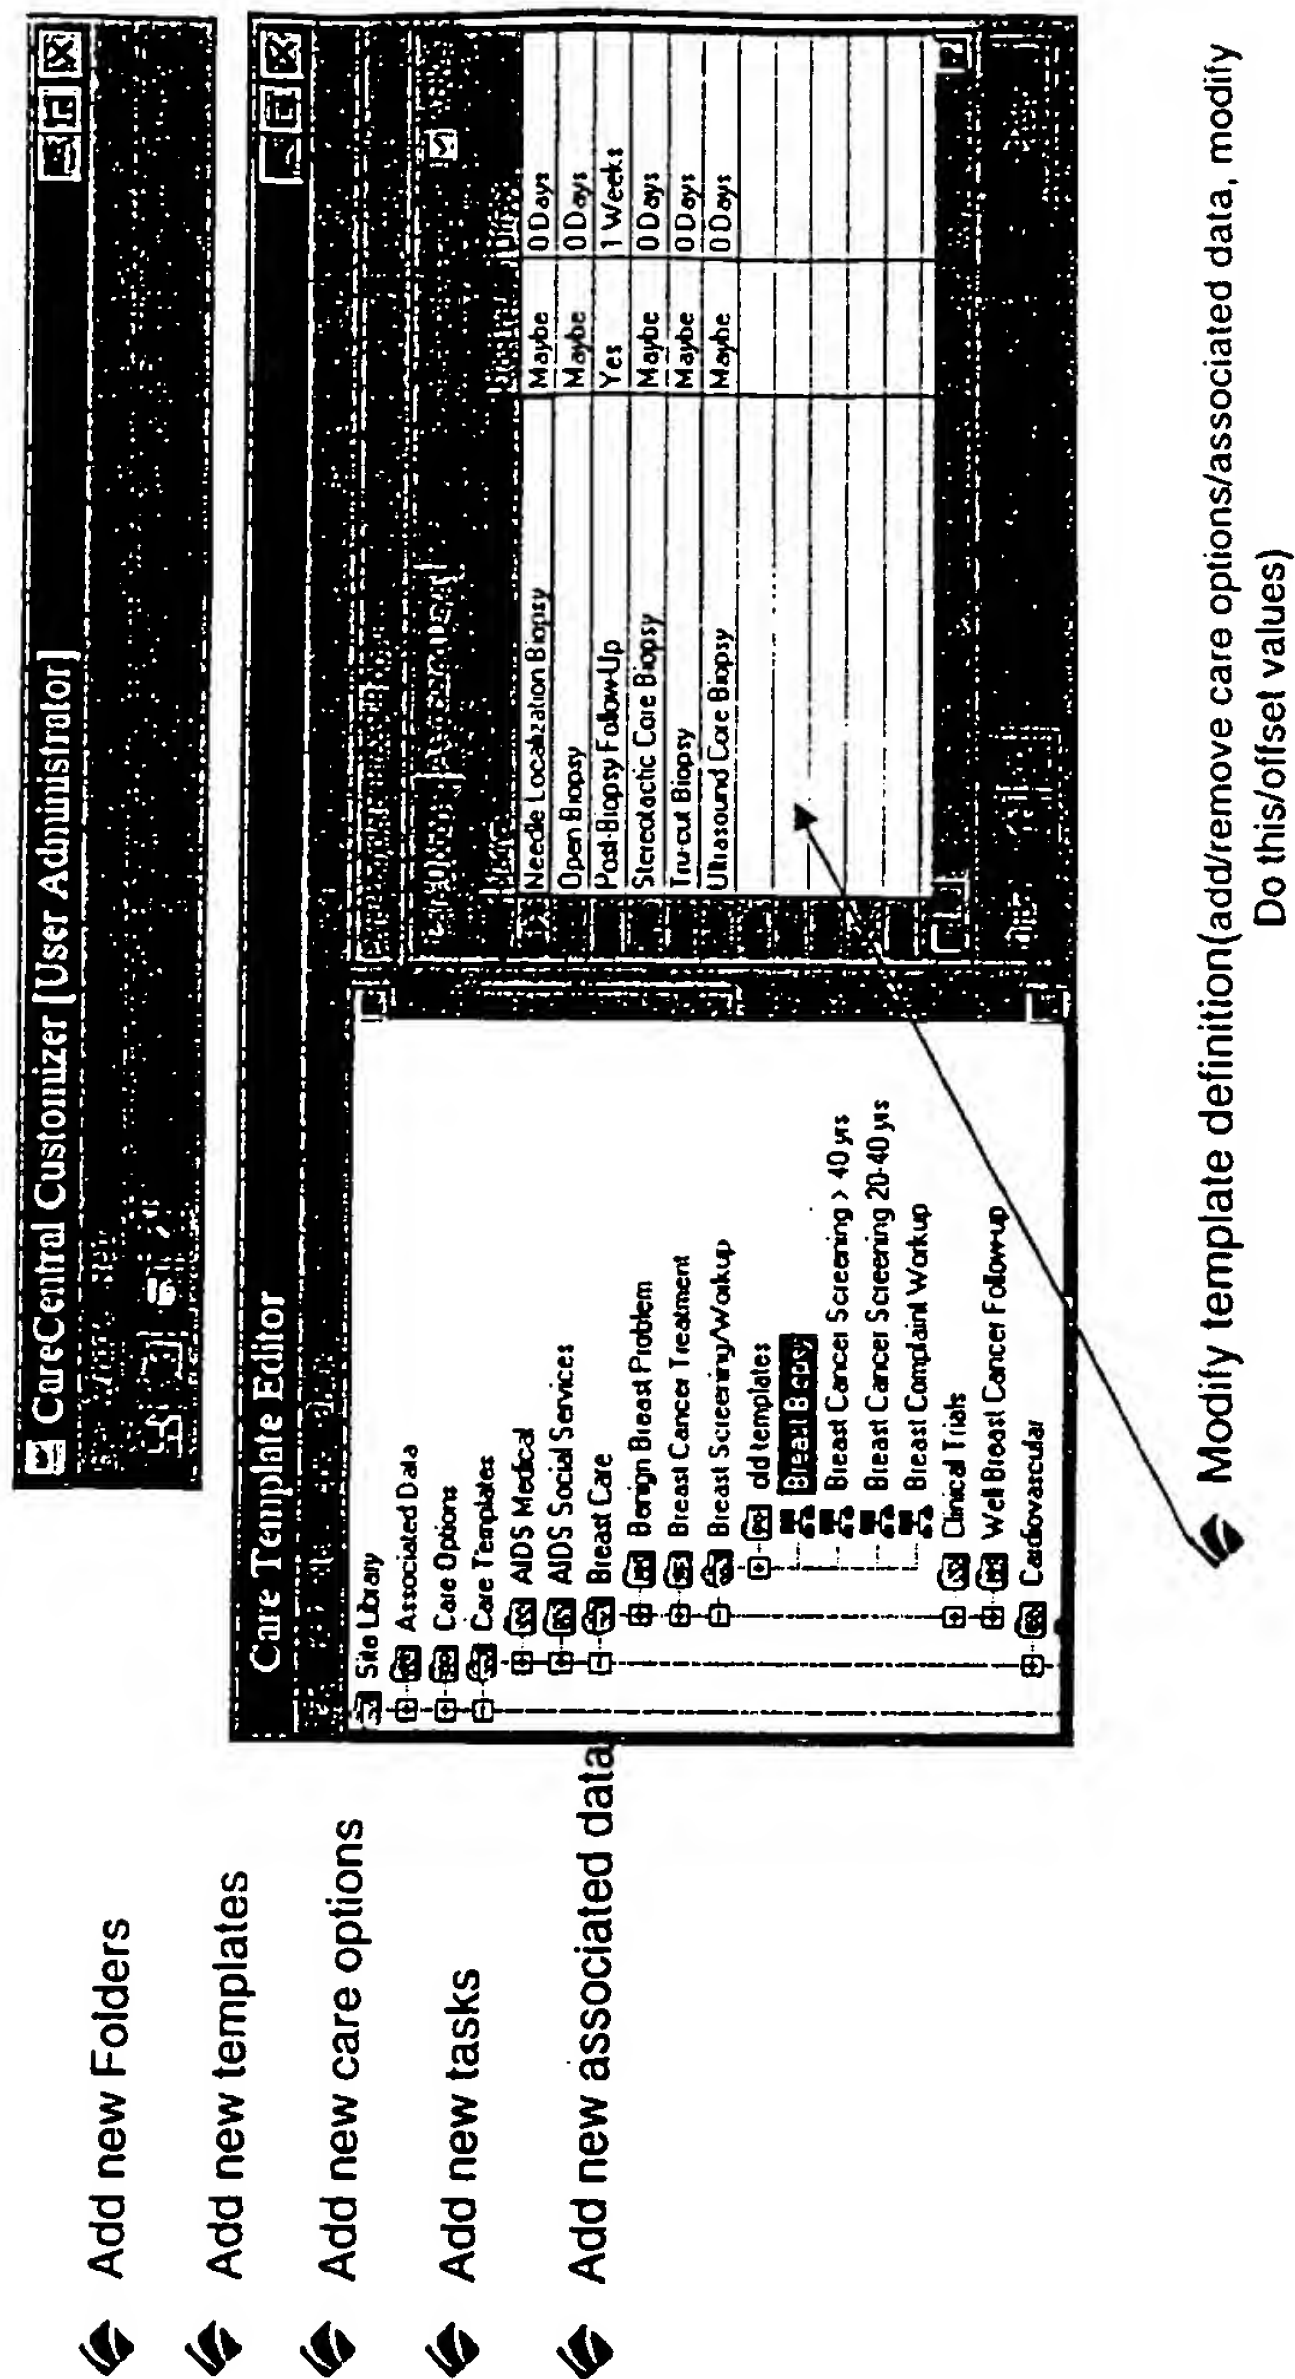 Add new Folders
Add new templates
Add new care options
Add new tasks
Add new associated data
CareCentral Customizer [User Administrator]
Care Template Editor
Site Library
Associated Data
Care Options
Care Templates
AIDS Medical
AIDS Social Services
Breast Care
Benign Breast Problem
Breast Cancer Treatment
Breast Screening/Workup
old templates
Breast Biopsy
Breast Cancer Screening > 40 yrs
Breast Cancer Screening 20-40 yrs
Breast Complaint Workup
Clinical Trials
Well Breast Cancer Follow-up
Cardiovascular
Needle Localization Biopsy Maybe 0 Days
Open Biopsy Maybe 0 Days
Post-Biopsy Follow-Up Yes 1 Weeks
Stereotactic Core Biopsy Maybe 0 Days
Tru-cut Biopsy Maybe 0 Days
Ultrasound Core Biopsy Maybe 0 Days
Modify template definition(add/remove care options/associated data, modify
Do this/offset values)